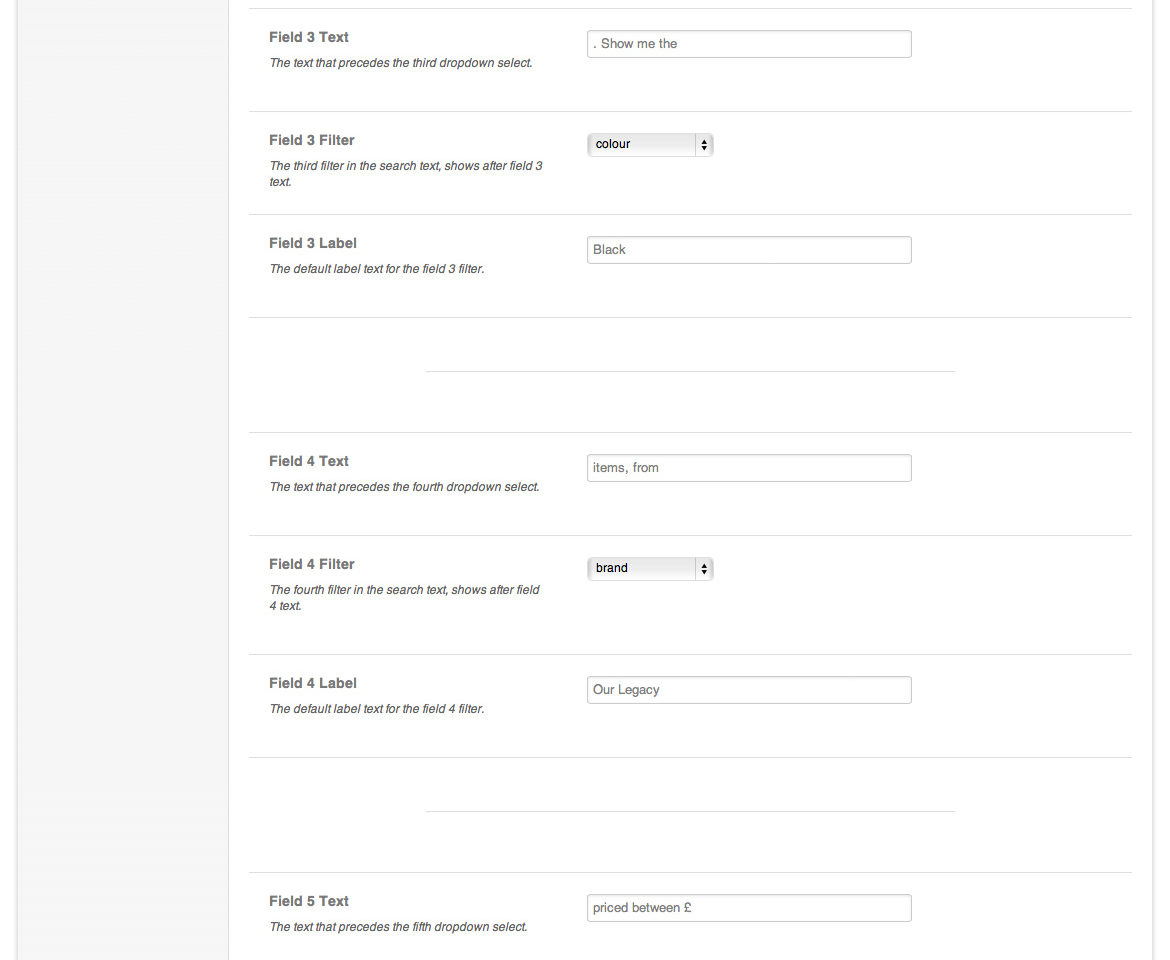 Field 3 Text
. Show me the
The text that precedes the third dropdown select.
Field 3 Filter
colour
The third filter in the search text, shows after field 3
text.
Field 3 Label
Black
The default label text for the field 3 filter.
Field 4 Text
items, from
The text that precedes the fourth dropdown select.
Field 4 Filter
brand
The fourth filter in the search text, shows after field
4 text.
Field 4 Label
Our Legacy
The default label text for the field 4 filter.
Field 5 Text
priced between £
The text that precedes the fifth dropdown select.